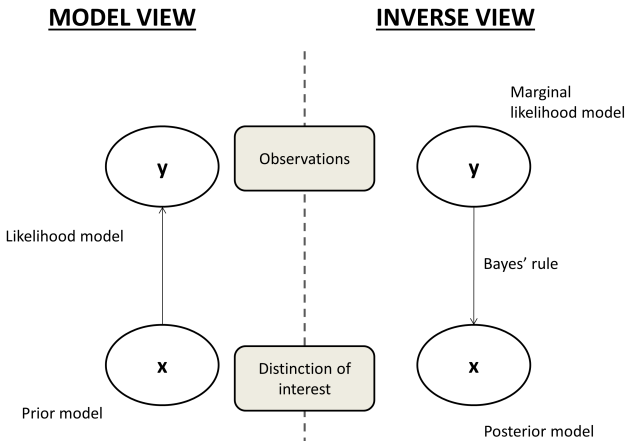 MODEL VIEW
INVERSE VIEW
Marginal
likelihood model
y
Observations
y
Likelihood model
Bayes’ rule
x
Distinction of
interest
x
Prior model
Posterior model